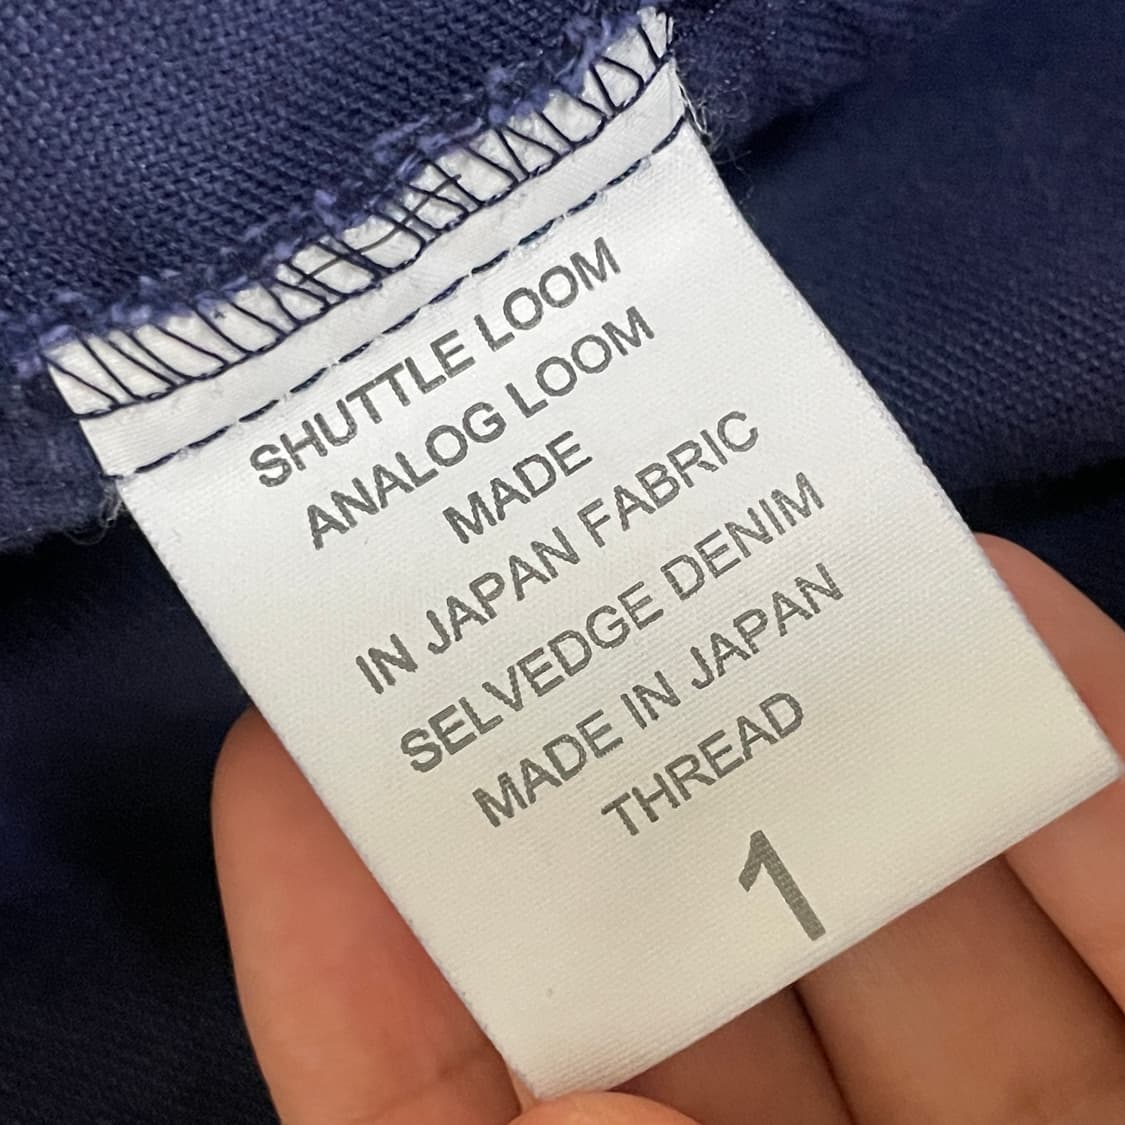 SHUTTLE LOOM
ANALOG LOOM
MADE
IN JAPAN FABRIC
SELVEDGE DENIM
MADE IN JAPAN
THREAD
1